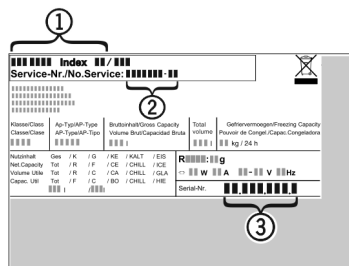 1
Index /
Service-Nr./No.Service: -
2
Klasse/Class Ap-Typ/AP-Type Bruttoinhalt/Gross Capacity Total Gefriervermoegen/Freezing Capacity
Classe/Clase AP-Type/AP-Tipo Volume Brut/Capacidad Bruta volume Pouvoir de Congel./Capac.Congeladora
l l kg / 24 h
Nutzinhalt Ges / K / G / KE / KALT / EIS
Net.Capacity Tot / R / F / CE / CHILL / ICE
Volume Utile Tot / R / C / CA / CHILL / GLA
Capac. Util Tot / F / C / BO / CHILL / HIE
l / l
R : g
W A - V Hz
Serial-Nr. . . .
3